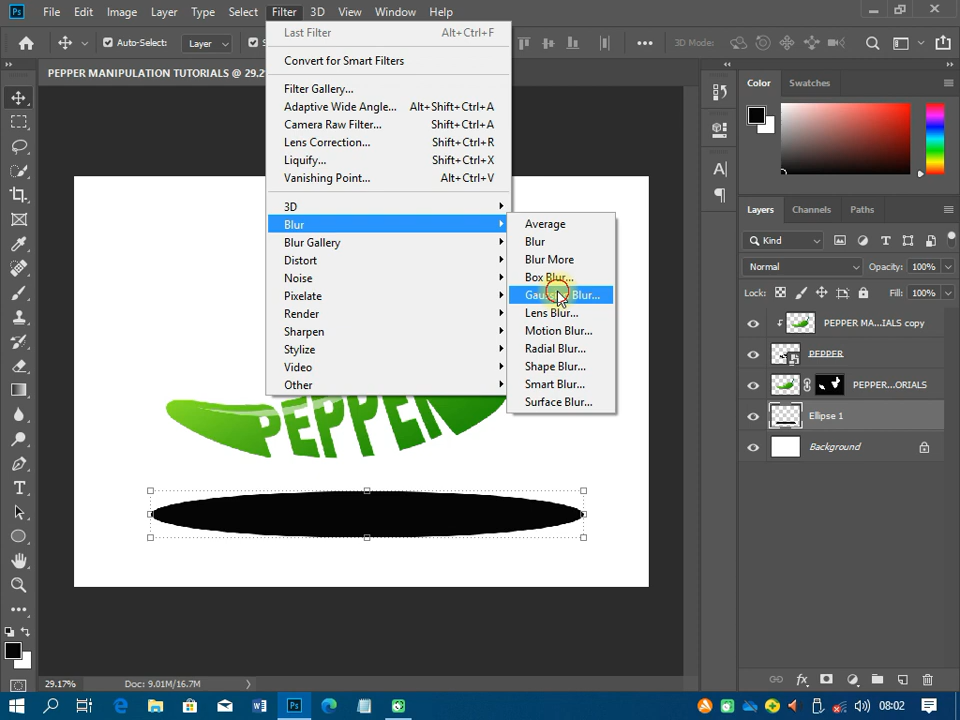 Ps File Edit Image Layer Type Select Filter 3D View Window Help
Auto-Select: Layer 3D Mode:
PEPPER MANIPULATION TUTORIALS @ 29.2
Last Filter Alt+Ctrl+F
Convert for Smart Filters
Filter Gallery...
Adaptive Wide Angle... Alt+Shift+Ctrl+A
Camera Raw Filter... Shift+Ctrl+A
Lens Correction... Shift+Ctrl+R
Liquify... Shift+Ctrl+X
Vanishing Point... Alt+Ctrl+V
3D
Blur
Blur Gallery
Distort
Noise
Pixelate
Render
Sharpen
Stylize
Video
Other
Average
Blur
Blur More
Box Blur...
Blur...
Lens Blur...
Motion Blur...
Radial Blur...
Shape Blur...
Smart Blur...
Surface Blur...
PEPPER
Color Swatches
Layers Channels Paths
Kind
Normal Opacity: 100%
Lock: Fill: 100%
PEPPER MA...IALS copy
PEPPER
PEPPER...ORIALS
Ellipse 1
Background
29.17% Doc: 9.01M/16.7M
08:02